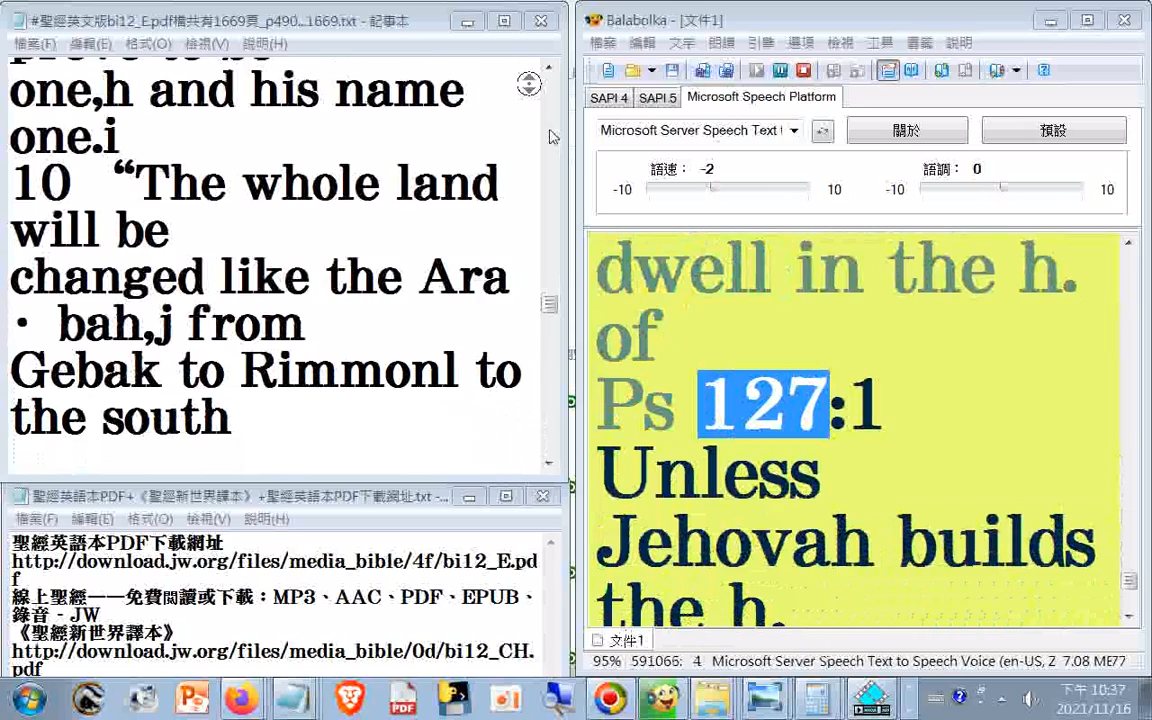 #聖經英文版bi12_E.pdf檔共有1669頁_p490...1669.txt - 記事本
檔案(F) 編輯(E) 格式(O) 檢視(V) 說明(H)
prove to be
one,h and his name
one.i
10 “The whole land
will be
changed like the Ara
· bah,j from
Gebak to Rimmonl to
the south
聖經英語本PDF+《聖經新世界譯本》+聖經英語本PDF下載網址.txt -...
檔案(F) 編輯(E) 格式(O) 檢視(V) 說明(H)
聖經英語本PDF下載網址
http://download.jw.org/files/media_bible/4f/bi12_E.pd
f
線上聖經——免費閱讀或下載：MP3、AAC、PDF、EPUB、
錄音 - JW
《聖經新世界譯本》
http://download.jw.org/files/media_bible/0d/bi12_CH.
pdf
Balabolka - [文件1]
檔案 編輯 文字 朗讀 引擎 選項 檢視 工具 書籤 說明
SAPI 4 SAPI 5 Microsoft Speech Platform
Microsoft Server Speech Text 關於 預設
語速： -2 語調： 0
-10 10 -10 10
dwell in the h.
of
Ps 127:1
Unless
Jehovah builds
the h.
文件1
95% 591066: 4 Microsoft Server Speech Text to Speech Voice (en-US, Z 7.08 ME77
下午 10:37
2021/11/16